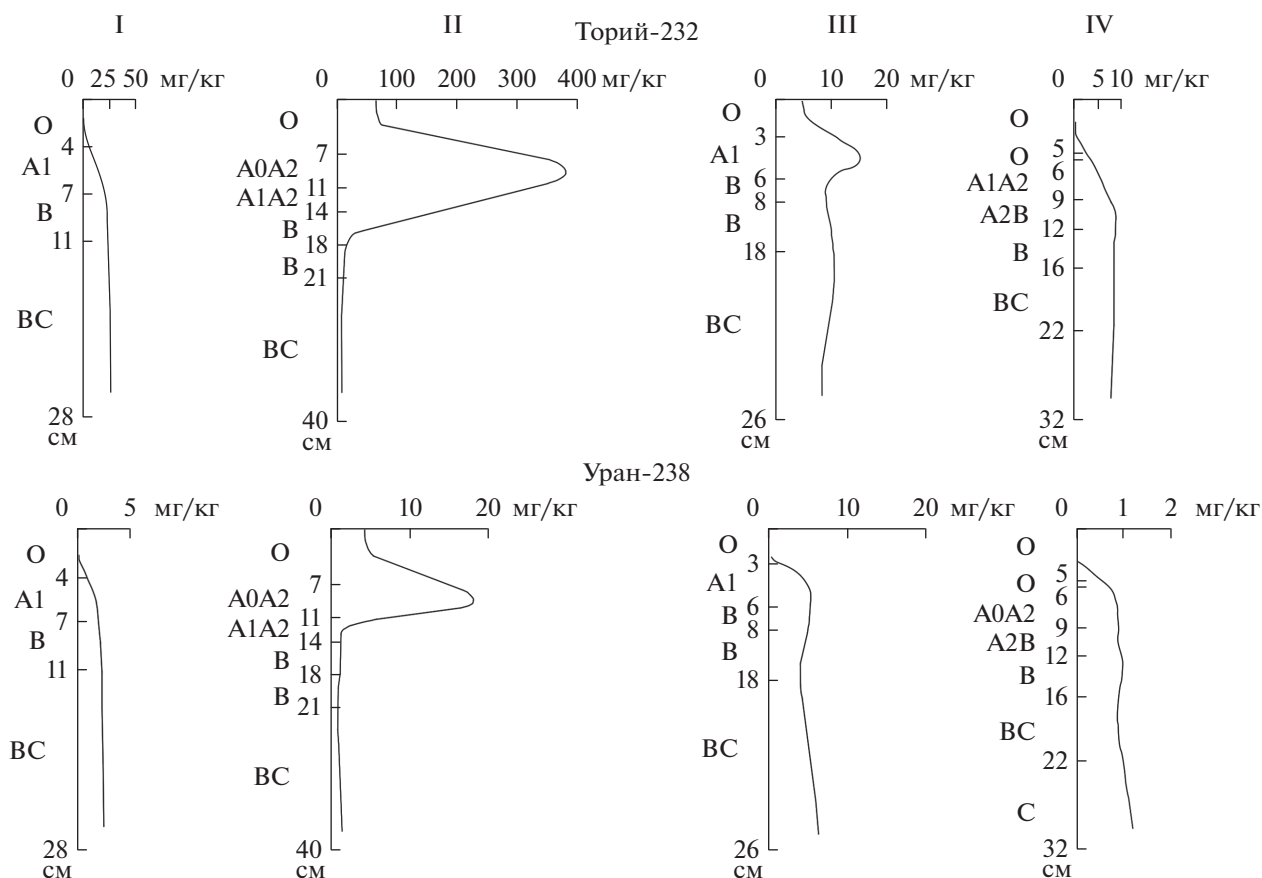 I II Торий-232 III IV
0 25 50 мг/кг 0 100 200 300 400 мг/кг 0 10 20 мг/кг 0 5 10 мг/кг
O
4
A1
7
B
11
BC
28
см
O
7
A0A2
11
A1A2
14
B
18
B
21
BC
40
см
O
3
A1
6
B
8
B
18
BC
26
см
O
5
O
6
A1A2
9
A2B
12
B
16
BC
22
32
см
Уран-238
0 5 мг/кг 0 10 20 мг/кг 0 10 20 мг/кг 0 1 2 мг/кг
O
4
A1
7
B
11
BC
28
см
O
7
A0A2
11
A1A2
14
B
18
B
21
BC
40
см
O
3
A1
6
B
8
B
18
BC
26
см
O
5
O
6
A0A2
9
A2B
12
B
16
BC
22
C
32
см